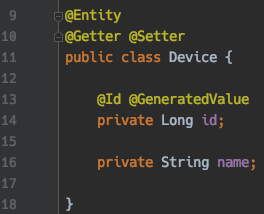 9 @Entity
10 @Getter @Setter
11 public class Device {
12
13 @Id @GeneratedValue
14 private Long id;
15
16 private String name;
17
18 }